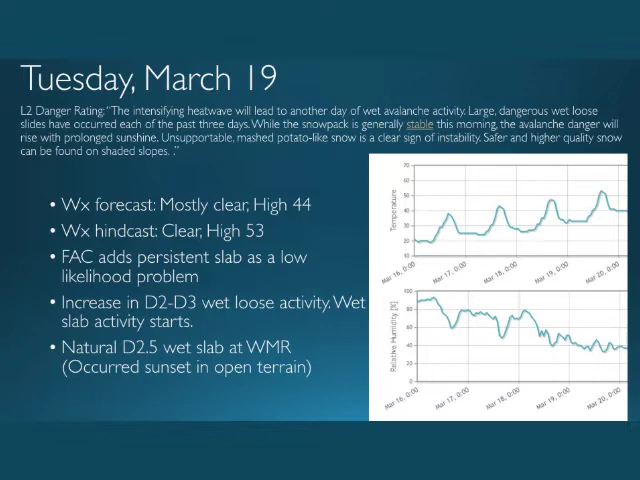 Tuesday, March 19
L2 Danger Rating: "The intensifying heatwave will lead to another day of wet avalanche activity. Large, dangerous wet loose
slides have occurred each of the past three days. While the snowpack is generally stable this morning, the avalanche danger will
rise with prolonged sunshine. Unsupportable, mashed potato-like snow is a clear sign of instability. Safer and higher quality snow
can be found on shaded slopes. ."
• Wx forecast: Mostly clear, High 44
• Wx hindcast: Clear, High 53
• FAC adds persistent slab as a low
likelihood problem
• Increase in D2-D3 wet loose activity. Wet
slab activity starts.
• Natural D2.5 wet slab at WMR
(Occurred sunset in open terrain)
Temperature
70
60
50
40
30
20
10
Mar 16, 0:00
Mar 17, 0:00
Mar 18, 0:00
Mar 19, 0:00
Mar 20, 0:00
Relative Humidity [%]
100
80
60
40
20
0
Mar 16, 0:00
Mar 17, 0:00
Mar 18, 0:00
Mar 19, 0:00
Mar 20, 0:00